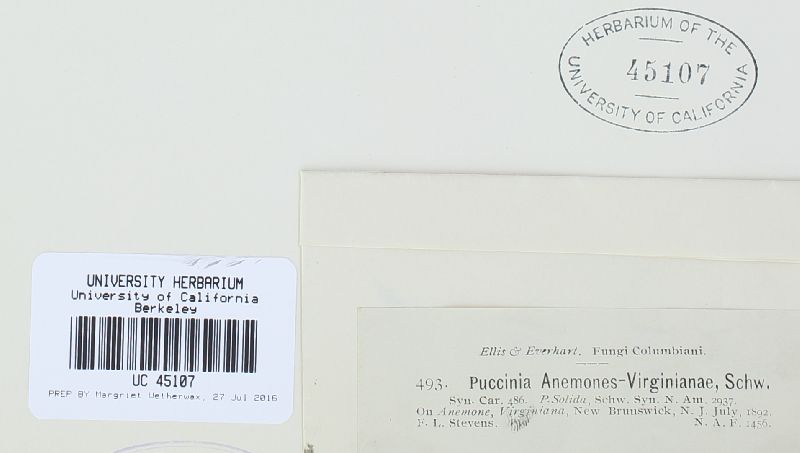 HERBARIUM OF THE
45107
UNIVERSITY OF CALIFORNIA
UNIVERSITY HERBARIUM
University of California
Berkeley
UC 45107
PREP BY Margriet Wetherwax, 27 Jul 2016
Ellis & Everhart. Fungi Columbiani.
493. Puccinia Anemones-Virginianae, Schw.
Syn. Car. 486. P. Solida, Schw. Syn. N. Am. 2937.
On Anemone, Virginiana, New Brunswick, N. J. July, 1892.
F. L. Stevens. N. A. F. 1456.